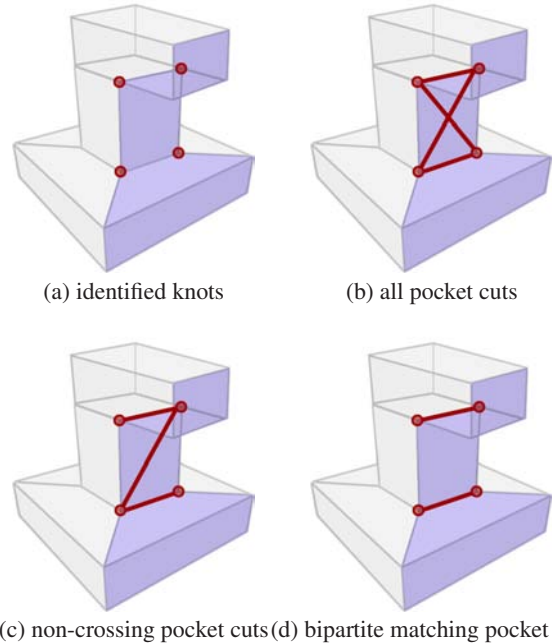 (a) identified knots
(b) all pocket cuts
(c) non-crossing pocket cuts
(d) bipartite matching pocket